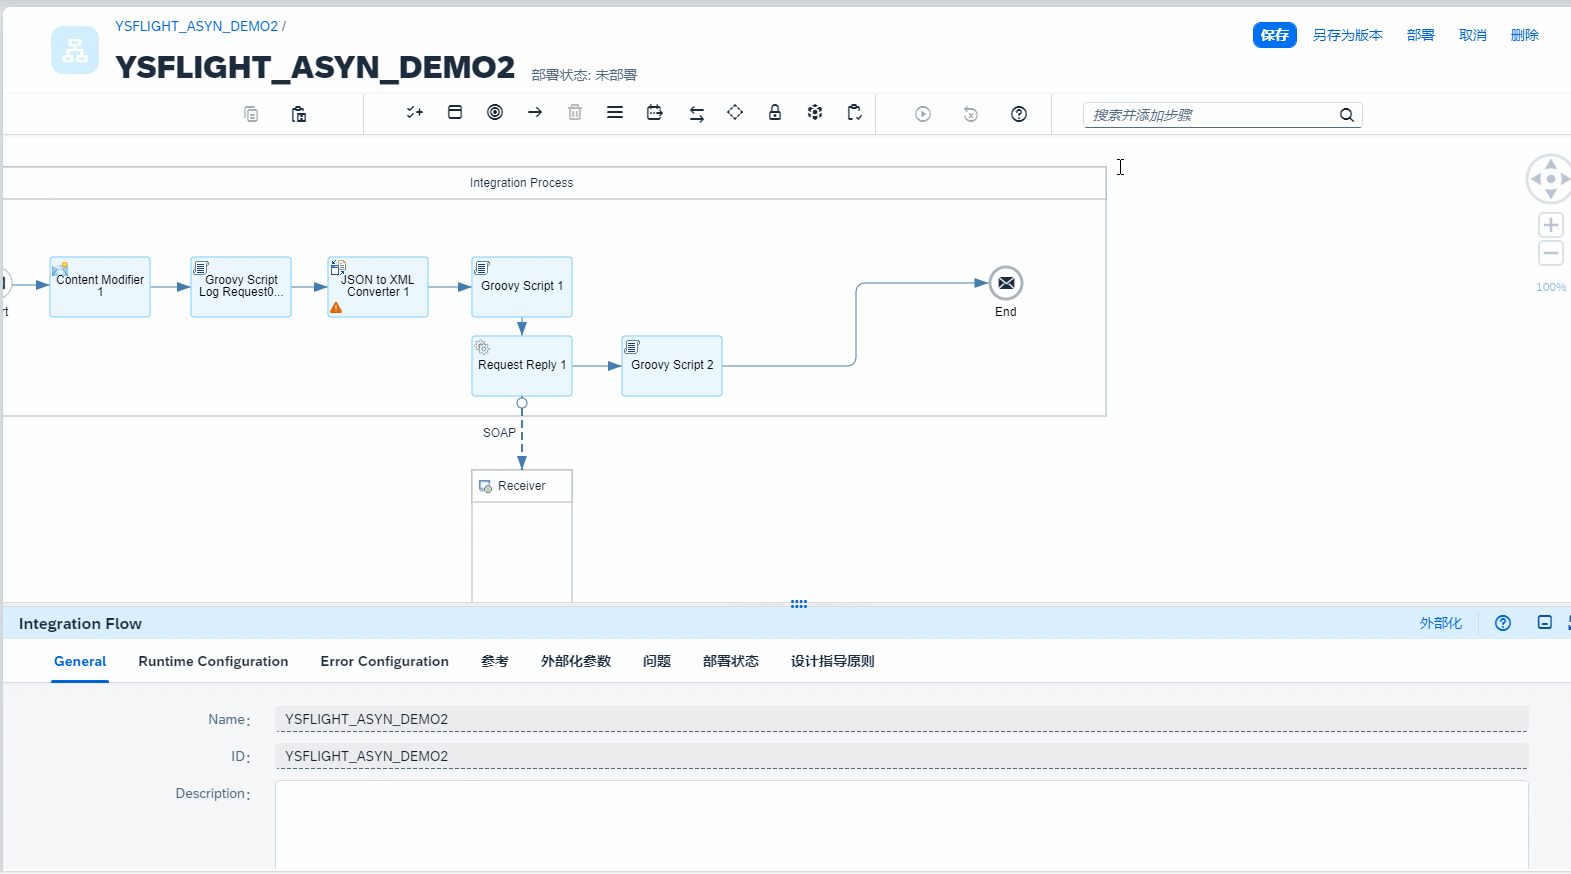 YSFLIGHT_ASYN_DEMO2 /
YSFLIGHT_ASYN_DEMO2
部署状态: 未部署
保存
另存为版本
部署
取消
删除
搜索并添加步骤
Integration Process
Content Modifier
1
Groovy Script
Log Request0...
JSON to XML
Converter 1
Groovy Script 1
rt
End
100%
Request Reply 1
Groovy Script 2
SOAP
Receiver
Integration Flow
外部化
General
Runtime Configuration
Error Configuration
参考
外部化参数
问题
部署状态
设计指导原则
Name:
YSFLIGHT_ASYN_DEMO2
ID:
YSFLIGHT_ASYN_DEMO2
Description: